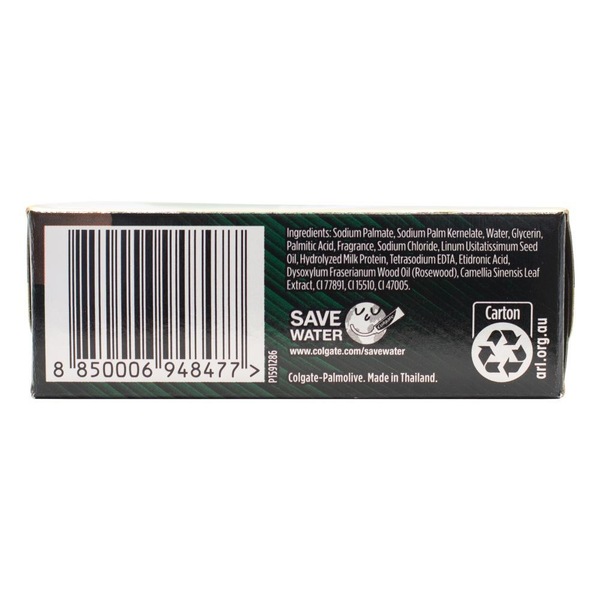 Ingredients: Sodium Palmate, Sodium Palm Kernelate, Water, Glycerin,
Palmitic Acid, Fragrance, Sodium Chloride, Linum Usitatissimum Seed
Oil, Hydrolyzed Milk Protein, Tetrasodium EDTA, Etidronic Acid,
Dysoxylum Fraserianum Wood Oil (Rosewood), Camellia Sinensis Leaf
Extract, CI 77891, CI 15510, CI 47005.
SAVE
WATER
www.colgate.com/savewater
Colgate-Palmolive. Made in Thailand.
Carton
arl.org.au
P1591286
8 850006 948477 >